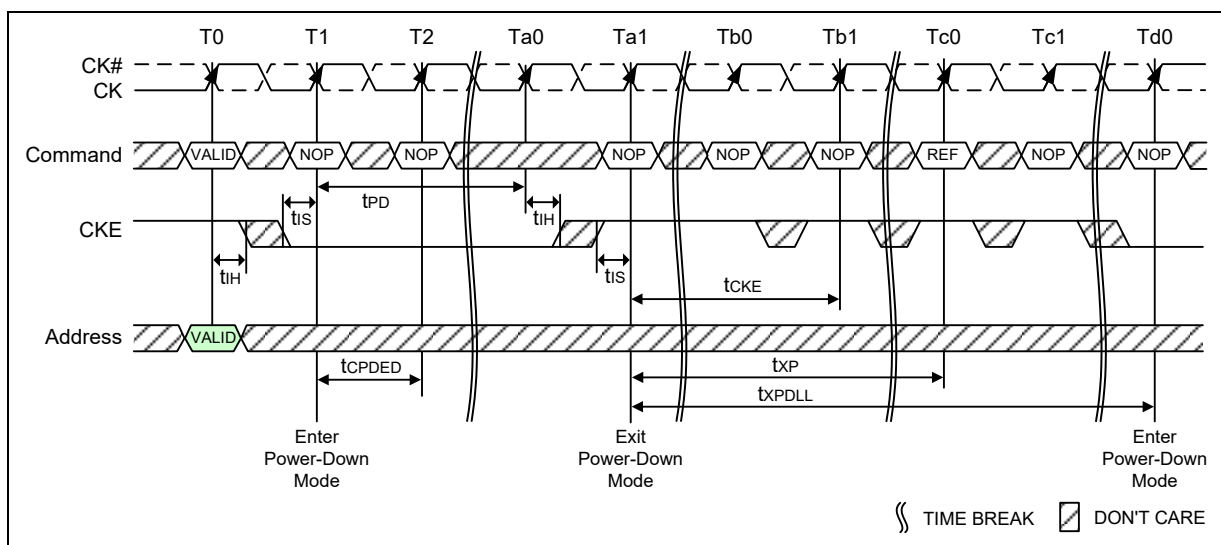 T0 T1 T2 Ta0 Ta1 Tb0 Tb1 Tc0 Tc1 Td0
CK#
CK
Command VALID NOP NOP NOP NOP NOP REF NOP NOP
tIS tPD tIH
CKE
tIH tIS
tCKE
Address VALID
tCPDED tXP
tXPDLL
Enter Power-Down Mode
Exit Power-Down Mode
Enter Power-Down Mode
TIME BREAK DON'T CARE